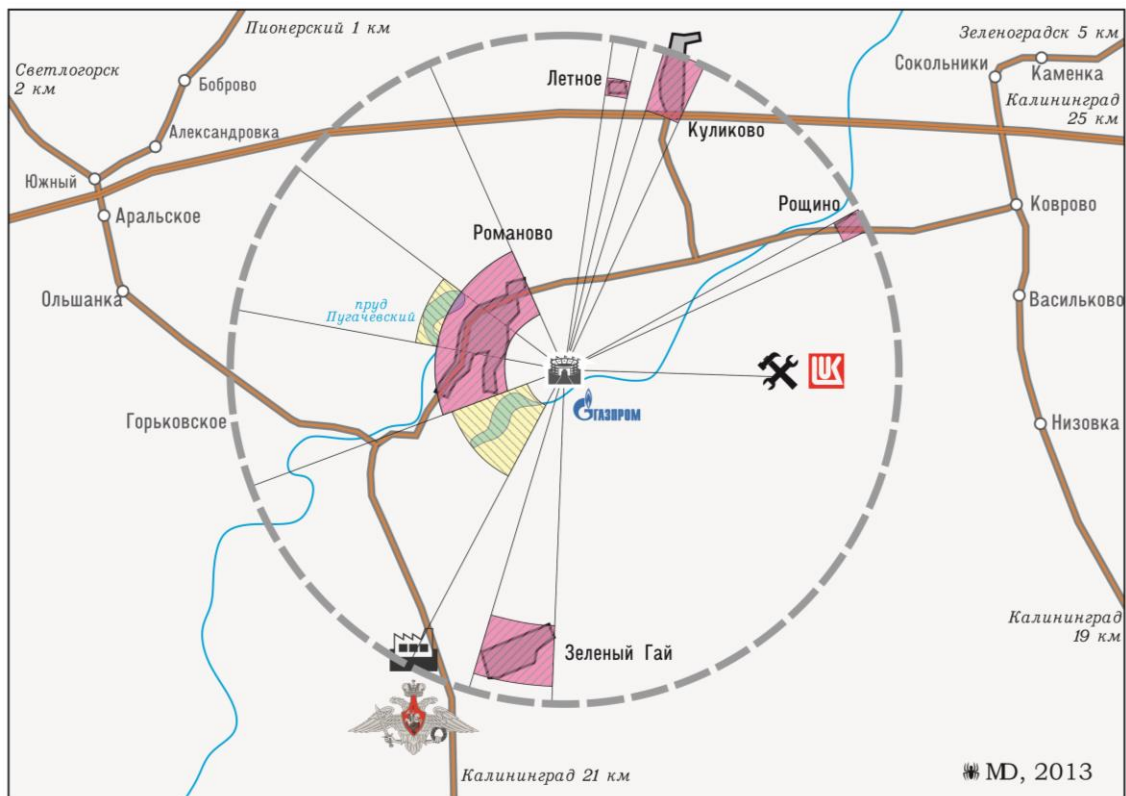 Пионерский 1 км
Зеленоградск 5 км
Светлогорск
2 км
Летное
Сокольники
Каменка
Боброво
Калининград
25 км
Александровка
Куликово
Южный
Рощино
Аральское
Коврово
Романово
Ольшанка
пруд
Пугачёвский
Васильково
LUK
ГАЗПРОМ
Горьковское
Низовка
Калининград
19 км
Зеленый Гай
Калининград 21 км
MD, 2013